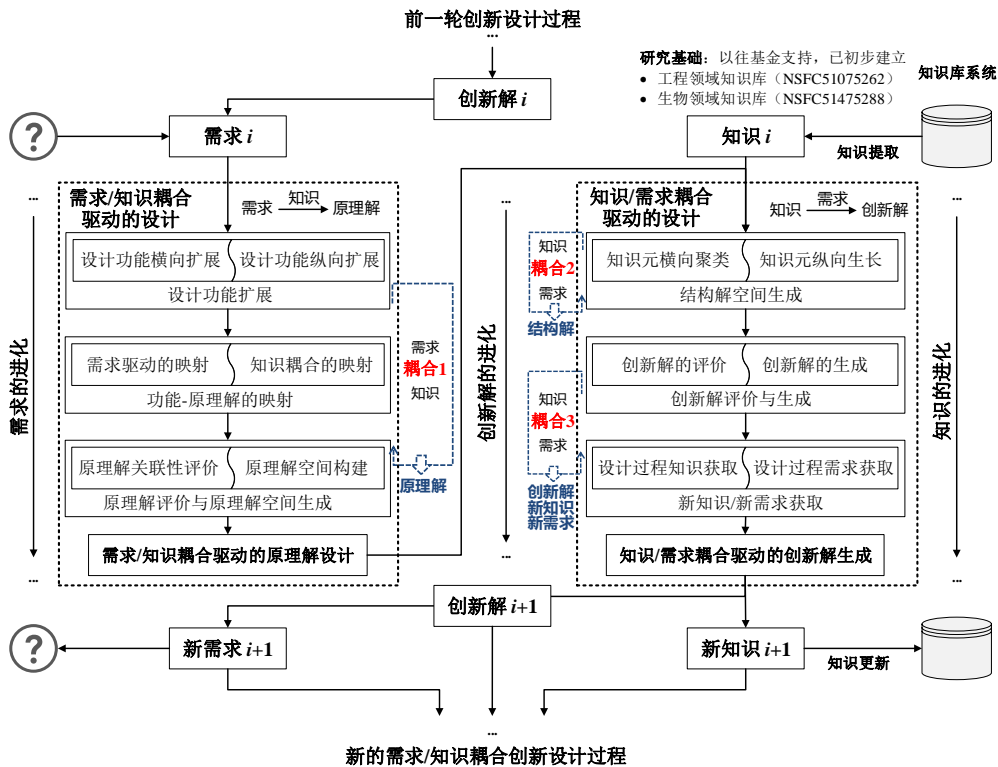 前一轮创新设计过程
...
研究基础：以往基金支持，已初步建立
• 工程领域知识库（NSFC51075262）
• 生物领域知识库（NSFC51475288）
知识库系统
创新解 i
?
需求 i
知识 i
知识提取
...
需求/知识耦合
驱动的设计
需求
知识
原理解
设计功能横向扩展
设计功能纵向扩展
设计功能扩展
需求驱动的映射
知识耦合的映射
功能-原理解的映射
原理解关联性评价
原理解空间构建
原理解评价与原理解空间生成
需求/知识耦合驱动的原理解设计
需求的进化
...
需求
耦合1
知识
原理解
...
创新解的进化
...
知识
耦合2
需求
结构解
知识
耦合3
需求
创新解
新知识
新需求
知识/需求耦合
驱动的设计
知识
需求
创新解
知识元横向聚类
知识元纵向生长
结构解空间生成
创新解的评价
创新解的生成
创新解评价与生成
设计过程知识获取
设计过程需求获取
新知识/新需求获取
知识/需求耦合驱动的创新解生成
...
知识的进化
...
创新解 i+1
?
新需求 i+1
新知识 i+1
知识更新
...
新的需求/知识耦合创新设计过程